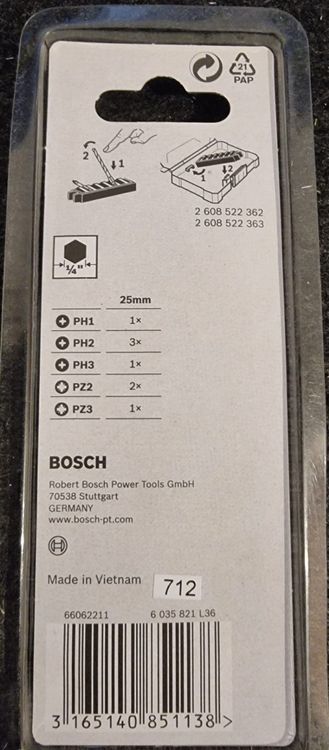 21
PAP
2
1
1
2
2 608 522 362
2 608 522 363
1/4"
25mm
PH1 1×
PH2 3×
PH3 1×
PZ2 2×
PZ3 1×
BOSCH
Robert Bosch Power Tools GmbH
70538 Stuttgart
GERMANY
www.bosch-pt.com
Made in Vietnam 712
66062211 6 035 821 L36
3 165140 851138 >